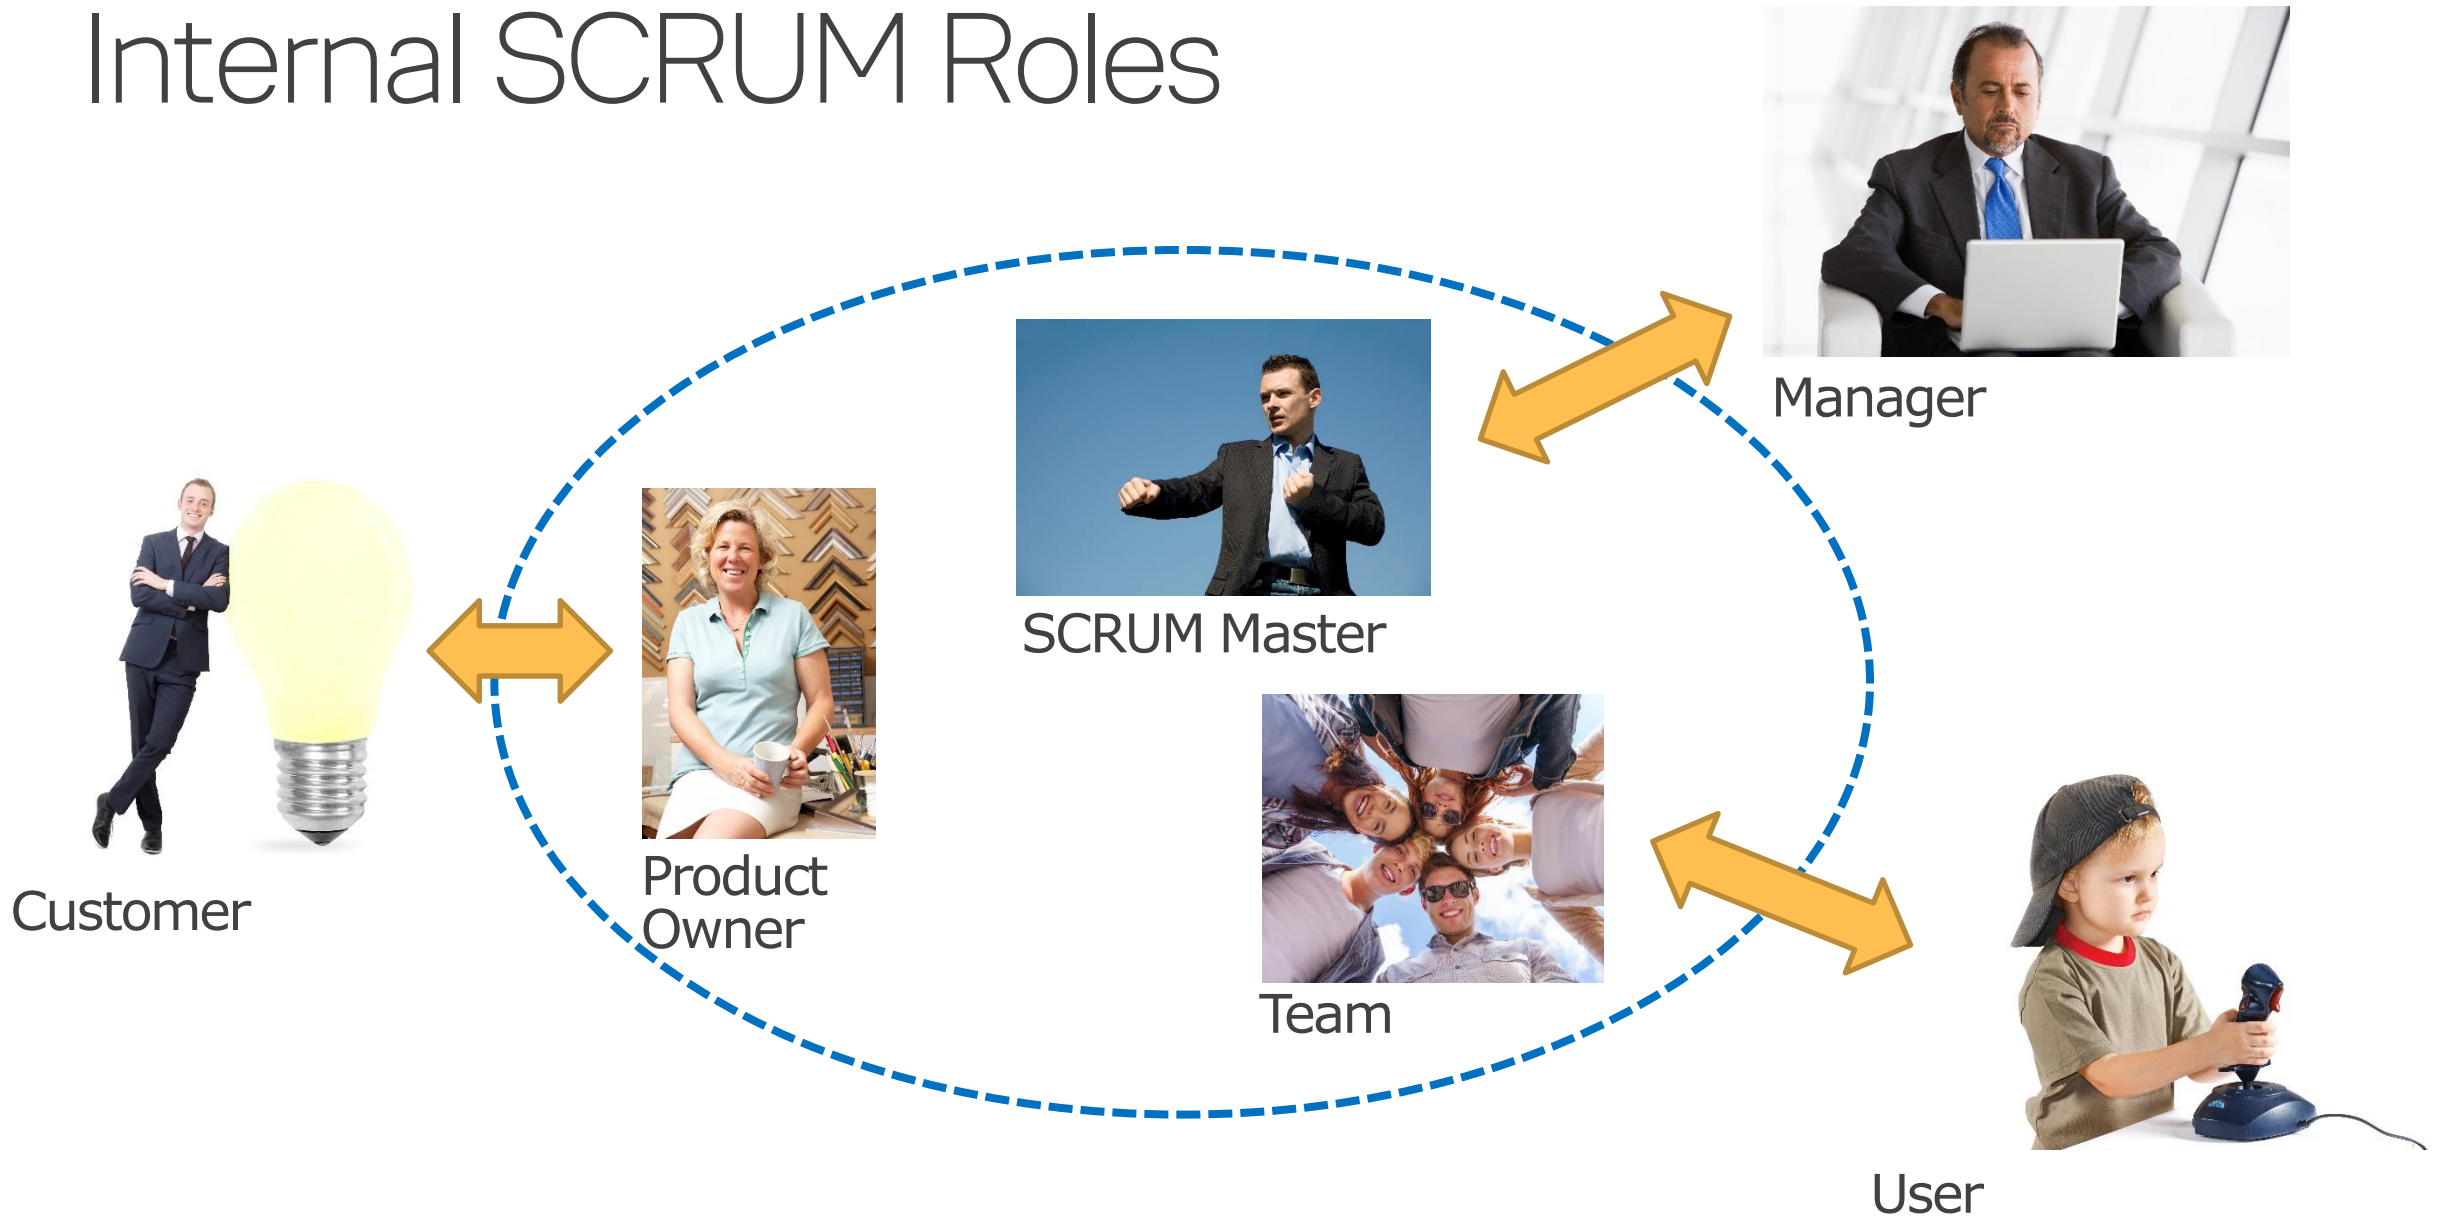 Internal SCRUM Roles
Manager
SCRUM Master
Customer
Product
Owner
Team
User